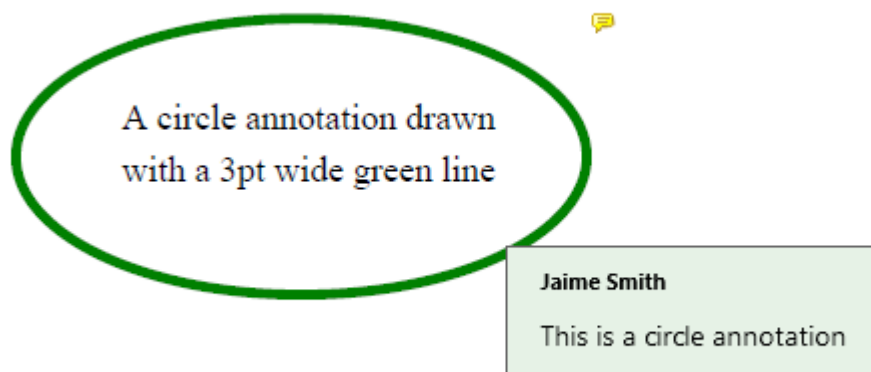 A circle annotation drawn
with a 3pt wide green line
Jaime Smith
This is a circle annotation